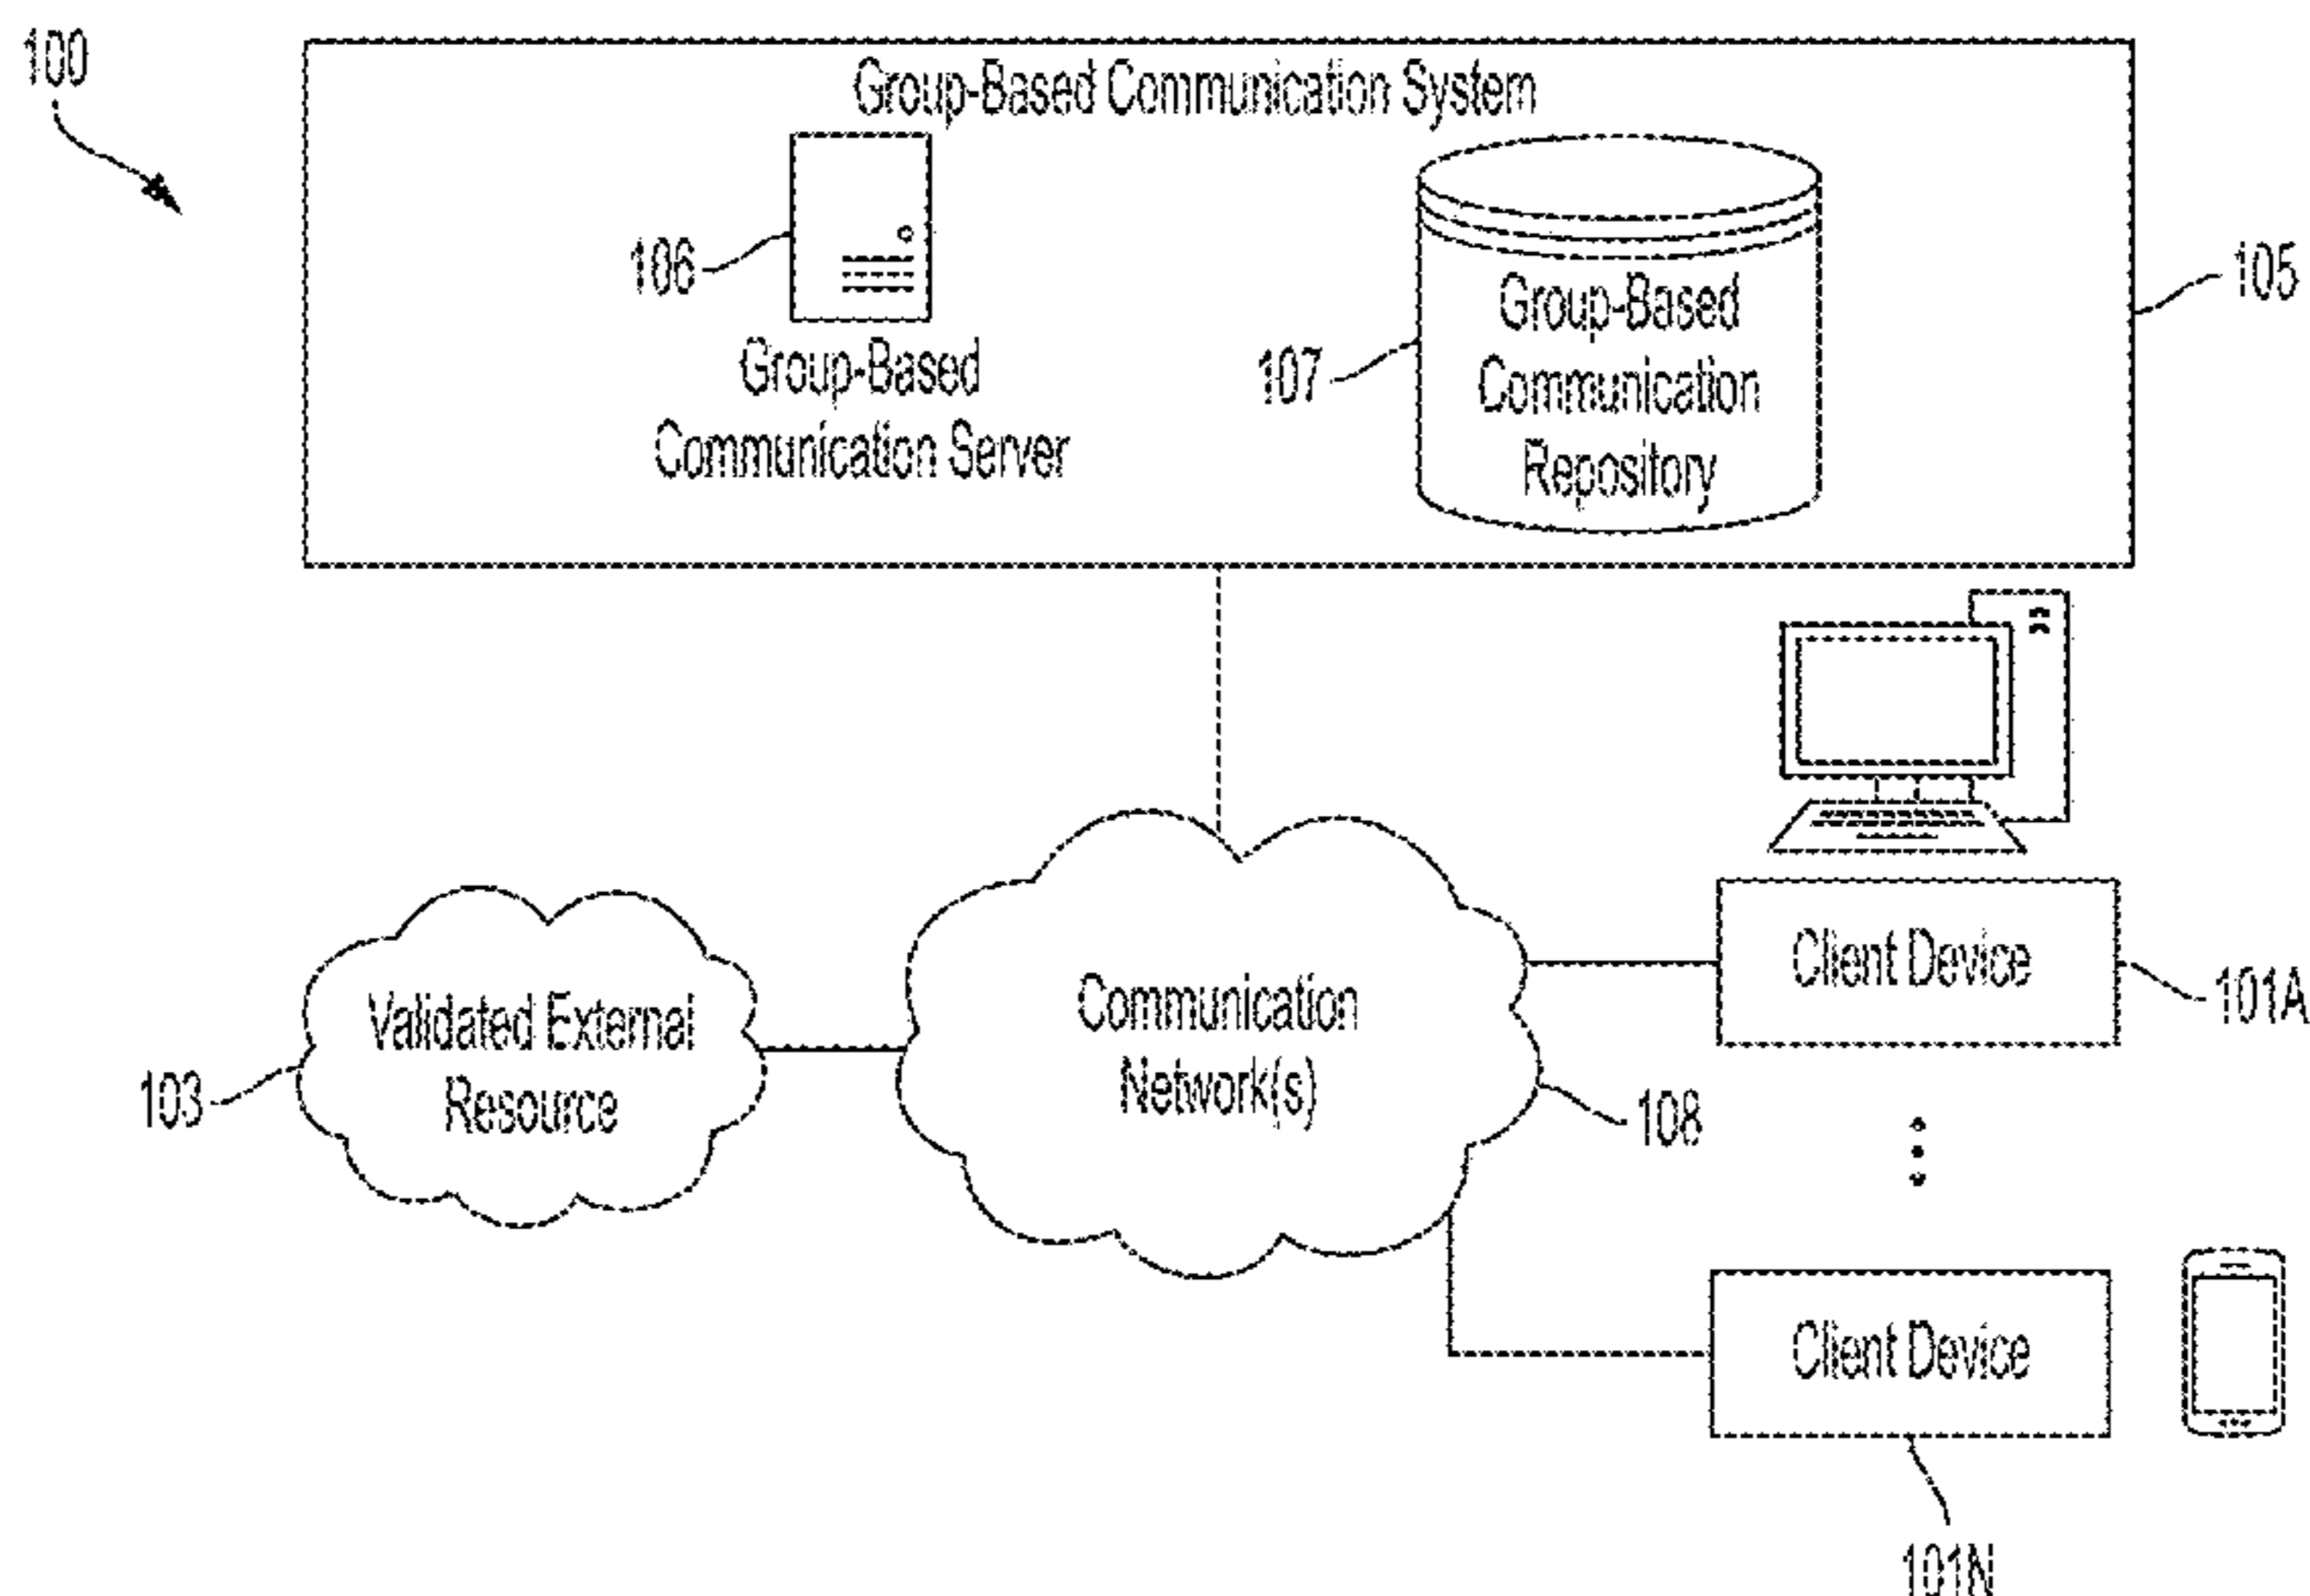 100
Group-Based Communication System
106
Group-Based
Communication Server
107
Group-Based
Communication
Repository
105
Validated External
Resource
103
Communication
Network(s)
108
Client Device
101A
Client Device
101N